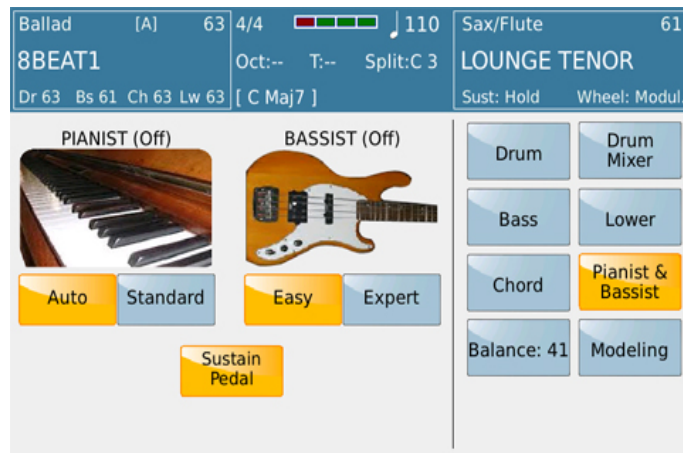 Ballad [A] 63
8BEAT1
Dr 63 Bs 61 Ch 63 Lw 63
4/4 110
Oct:-- T:-- Split:C 3
[ C Maj7 ]
Sax/Flute 61
LOUNGE TENOR
Sust: Hold Wheel: Modul.
PIANIST (Off)
BASSIST (Off)
Auto
Standard
Easy
Expert
Sustain
Pedal
Drum
Drum
Mixer
Bass
Lower
Chord
Pianist &
Bassist
Balance: 41
Modeling